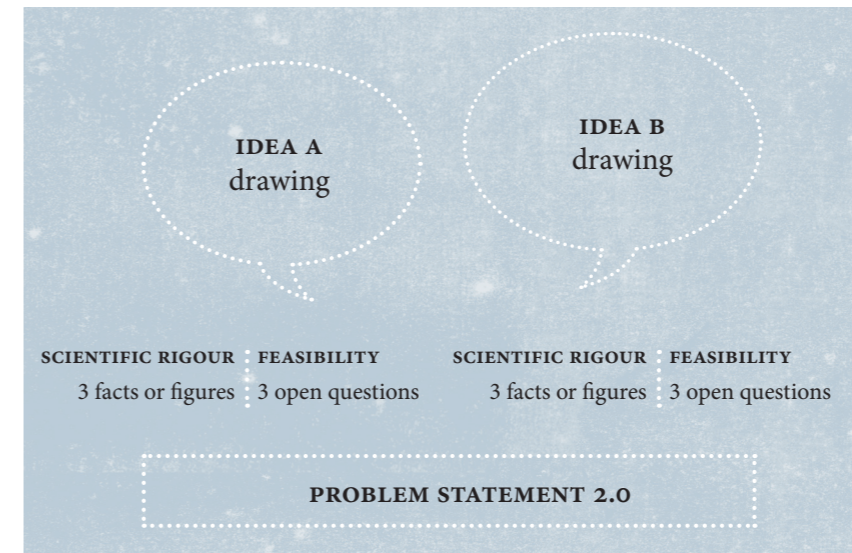 IDEA A
drawing
IDEA B
drawing
SCIENTIFIC RIGOUR
3 facts or figures
FEASIBILITY
3 open questions
SCIENTIFIC RIGOUR
3 facts or figures
FEASIBILITY
3 open questions
PROBLEM STATEMENT 2.0